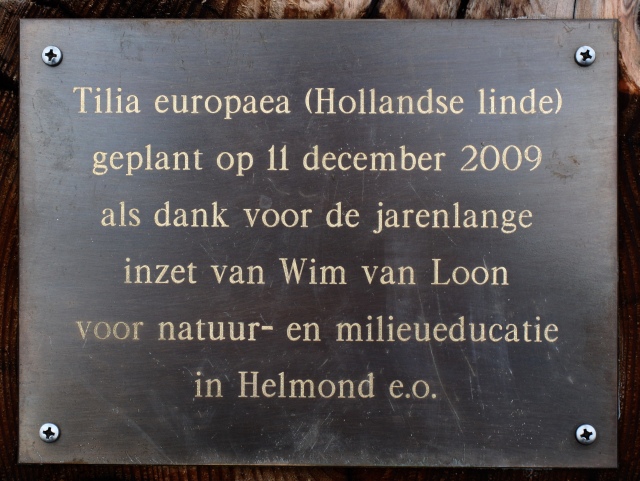 Tilia europaea (Hollandse linde)
geplant op 11 december 2009
als dank voor de jarenlange
inzet van Wim van Loon
voor natuur- en milieueducatie
in Helmond e.o.